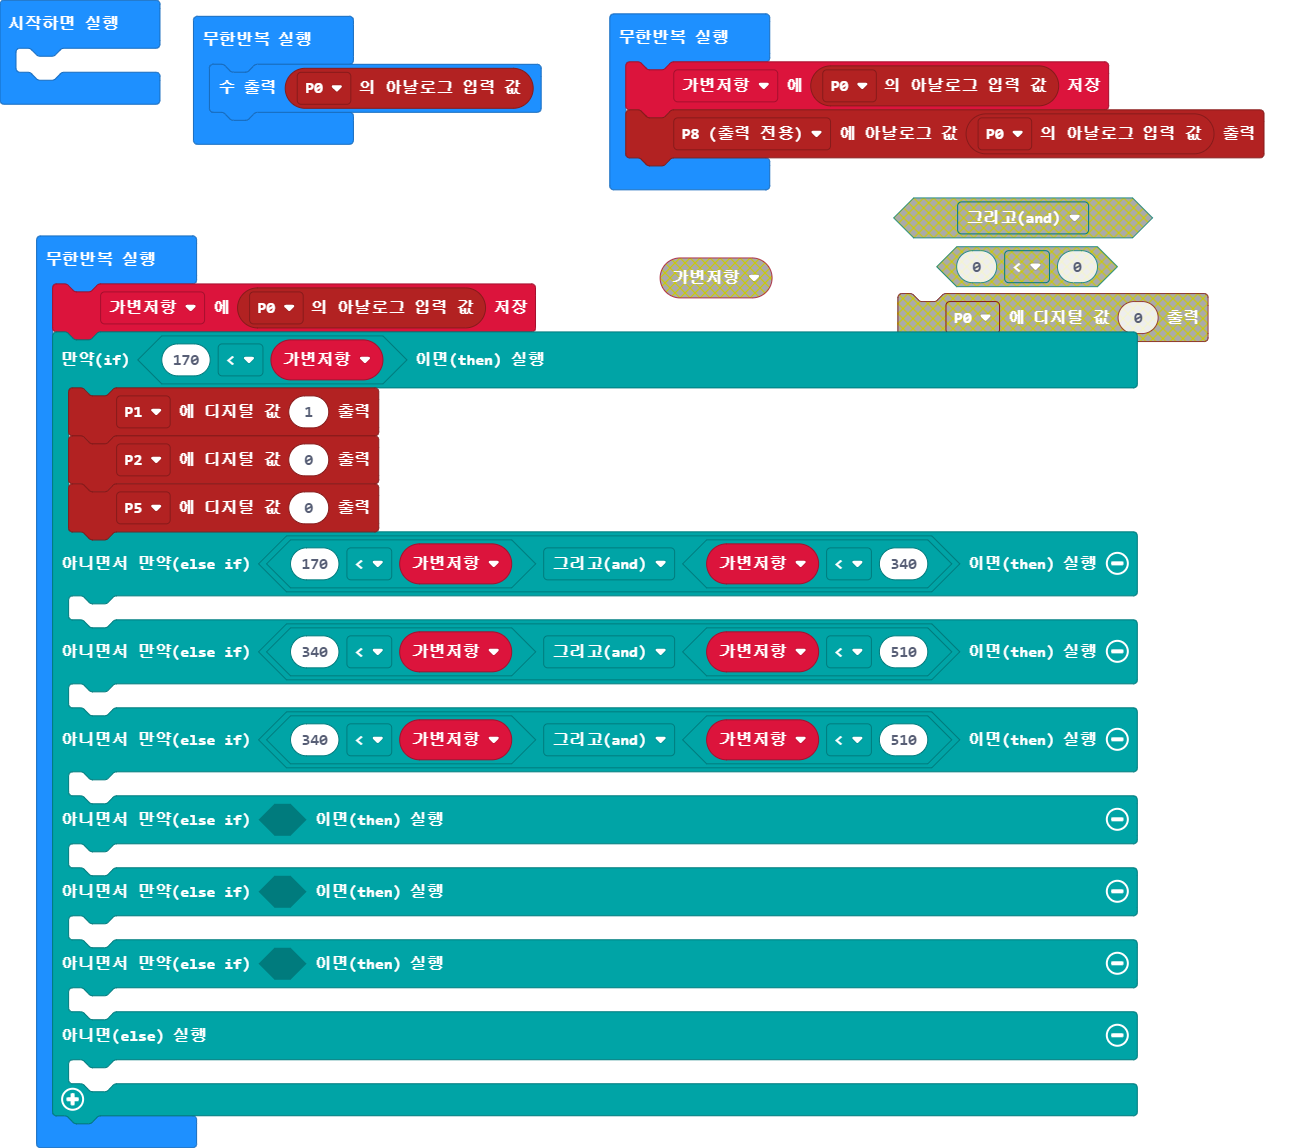 시작하면 실행
무한반복 실행
수 출력 P0 의 아날로그 입력 값
무한반복 실행
가변저항 에 P0 의 아날로그 입력 값 저장
P8 (출력 전용) 에 아날로그 값 P0 의 아날로그 입력 값 출력
그리고(and)
0 < 0
가변저항
P0 에 디지털 값 0 출력
무한반복 실행
가변저항 에 P0 의 아날로그 입력 값 저장
만약(if) 170 < 가변저항 이면(then) 실행
P1 에 디지털 값 1 출력
P2 에 디지털 값 0 출력
P5 에 디지털 값 0 출력
아니면서 만약(else if) 170 < 가변저항 그리고(and) 가변저항 < 340 이면(then) 실행
아니면서 만약(else if) 340 < 가변저항 그리고(and) 가변저항 < 510 이면(then) 실행
아니면서 만약(else if) 340 < 가변저항 그리고(and) 가변저항 < 510 이면(then) 실행
아니면서 만약(else if) 이면(then) 실행
아니면서 만약(else if) 이면(then) 실행
아니면서 만약(else if) 이면(then) 실행
아니면(else) 실행